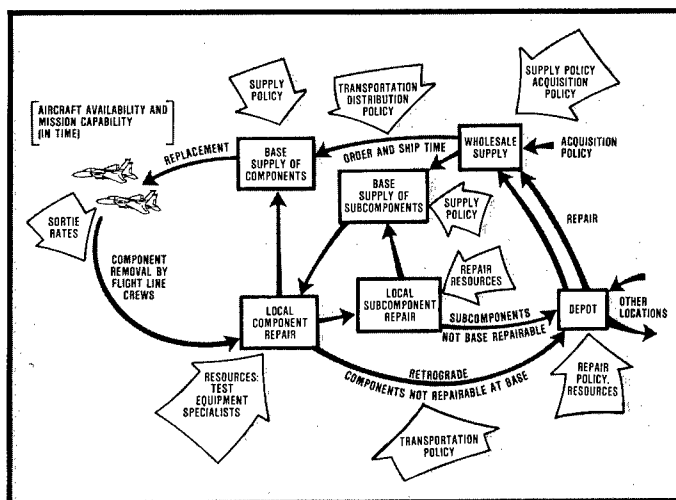 SUPPLY
POLICY
TRANSPORTATION
DISTRIBUTION
POLICY
SUPPLY POLICY
ACQUISITION
POLICY
AIRCRAFT AVAILABILITY AND
MISSION CAPABILITY
(IN TIME)
REPLACEMENT
BASE
SUPPLY OF
COMPONENTS
ORDER AND SHIP TIME
WHOLESALE
SUPPLY
ACQUISITION
POLICY
BASE
SUPPLY OF
SUBCOMPONENTS
SUPPLY
POLICY
REPAIR
SORTIE
RATES
COMPONENT
REMOVAL BY
FLIGHT LINE
CREWS
REPAIR
RESOURCES
LOCAL
COMPONENT
REPAIR
LOCAL
SUBCOMPONENT
REPAIR
SUBCOMPONENTS
NOT BASE REPAIRABLE
DEPOT
OTHER
LOCATIONS
RETROGRADE
COMPONENTS NOT REPAIRABLE AT BASE
RESOURCES:
TEST
EQUIPMENT
SPECIALISTS
REPAIR
POLICY,
RESOURCES
TRANSPORTATION
POLICY